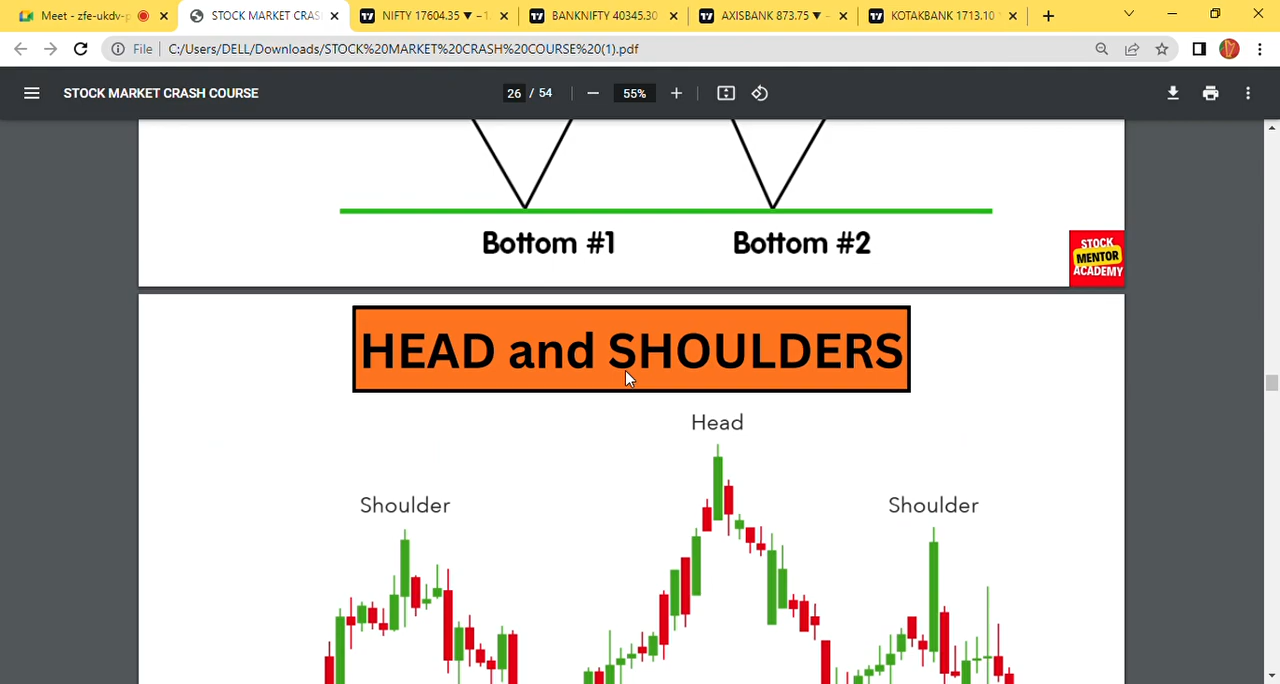 Meet - zfe-ukdv-p
STOCK MARKET CRAS
NIFTY 17604.35 ▼ −1.
BANKNIFTY 40345.30
AXISBANK 873.75 ▼ −
KOTAKBANK 1713.10
File C:/Users/DELL/Downloads/STOCK%20MARKET%20CRASH%20COURSE%20(1).pdf
STOCK MARKET CRASH COURSE
26 / 54
55%
Bottom #1
Bottom #2
STOCK
MENTOR
ACADEMY
HEAD and SHOULDERS
Head
Shoulder
Shoulder